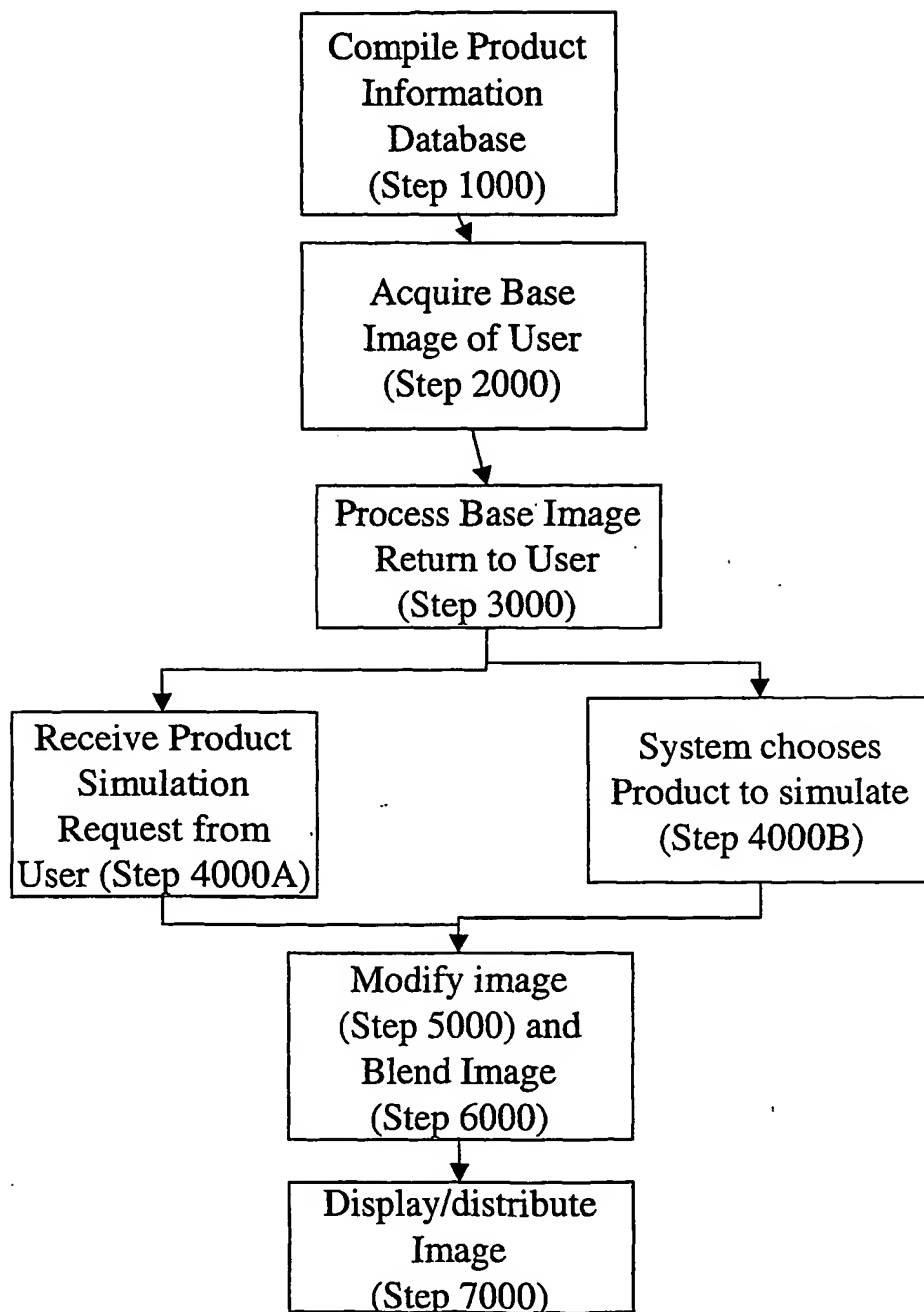 Compile Product
Information
Database
(Step 1000)
Acquire Base
Image of User
(Step 2000)
Process Base Image
Return to User
(Step 3000)
Receive Product
Simulation
Request from
User (Step 4000A)
System chooses
Product to simulate
(Step 4000B)
Modify image
(Step 5000) and
Blend Image
(Step 6000)
Display/distribute
Image
(Step 7000)